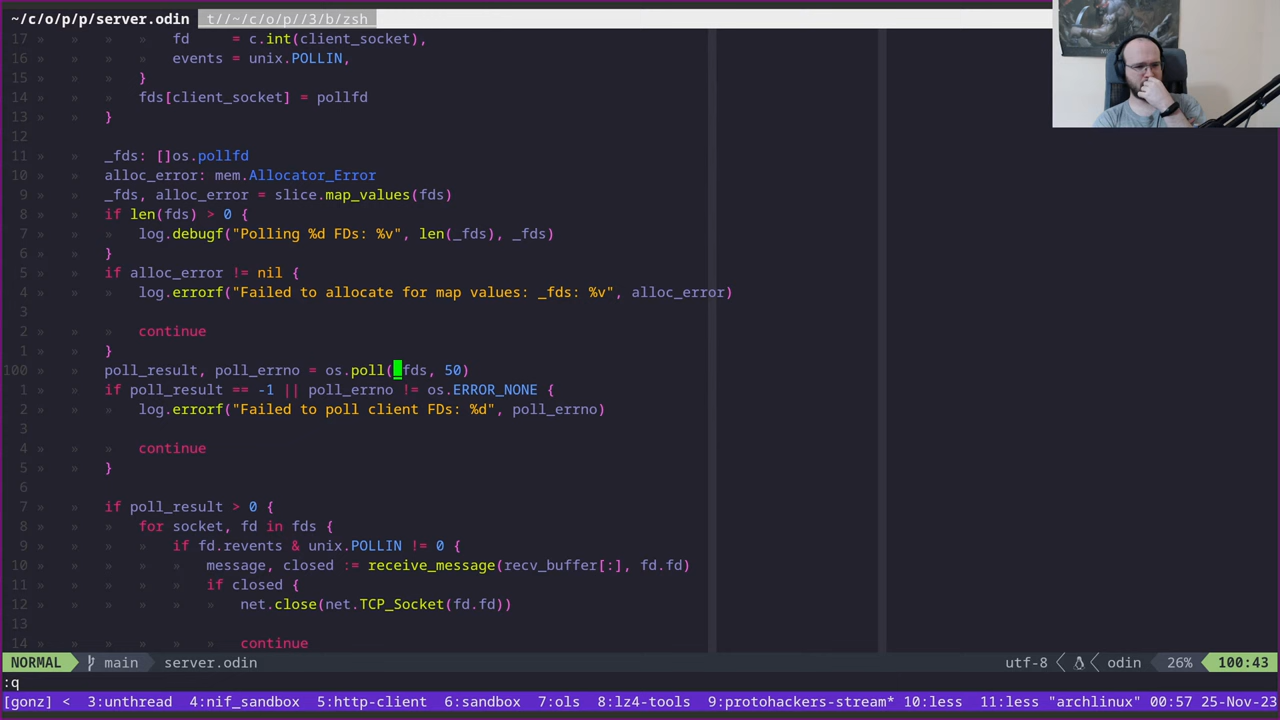 ~/c/o/p/p/server.odin t//~/c/o/p//3/b/zsh
17 » » » » fd = c.int(client_socket),
16 » » » » events = unix.POLLIN,
15 » » » }
14 » » » fds[client_socket] = pollfd
13 » » }
12
11 » » _fds: []os.pollfd
10 » » alloc_error: mem.Allocator_Error
9 » » _fds, alloc_error = slice.map_values(fds)
8 » » if len(fds) > 0 {
7 » » » log.debugf("Polling %d FDs: %v", len(_fds), _fds)
6 » » }
5 » » if alloc_error != nil {
4 » » » log.errorf("Failed to allocate for map values: _fds: %v", alloc_error)
3
2 » » » continue
1 » » }
100 » » poll_result, poll_errno = os.poll(_fds, 50)
1 » » if poll_result == -1 || poll_errno != os.ERROR_NONE {
2 » » » log.errorf("Failed to poll client FDs: %d", poll_errno)
3
4 » » » continue
5 » » }
6
7 » » if poll_result > 0 {
8 » » » for socket, fd in fds {
9 » » » » if fd.revents & unix.POLLIN != 0 {
10 » » » » » message, closed := receive_message(recv_buffer[:], fd.fd)
11 » » » » » if closed {
12 » » » » » » net.close(net.TCP_Socket(fd.fd))
13
14 » » » » » » continue
NORMAL main server.odin utf-8 odin 26% 100:43
:q
[gonz] < 3:unthread 4:nif_sandbox 5:http-client 6:sandbox 7:ols 8:lz4-tools 9:protohackers-stream* 10:less 11:less "archlinux" 00:57 25-Nov-23